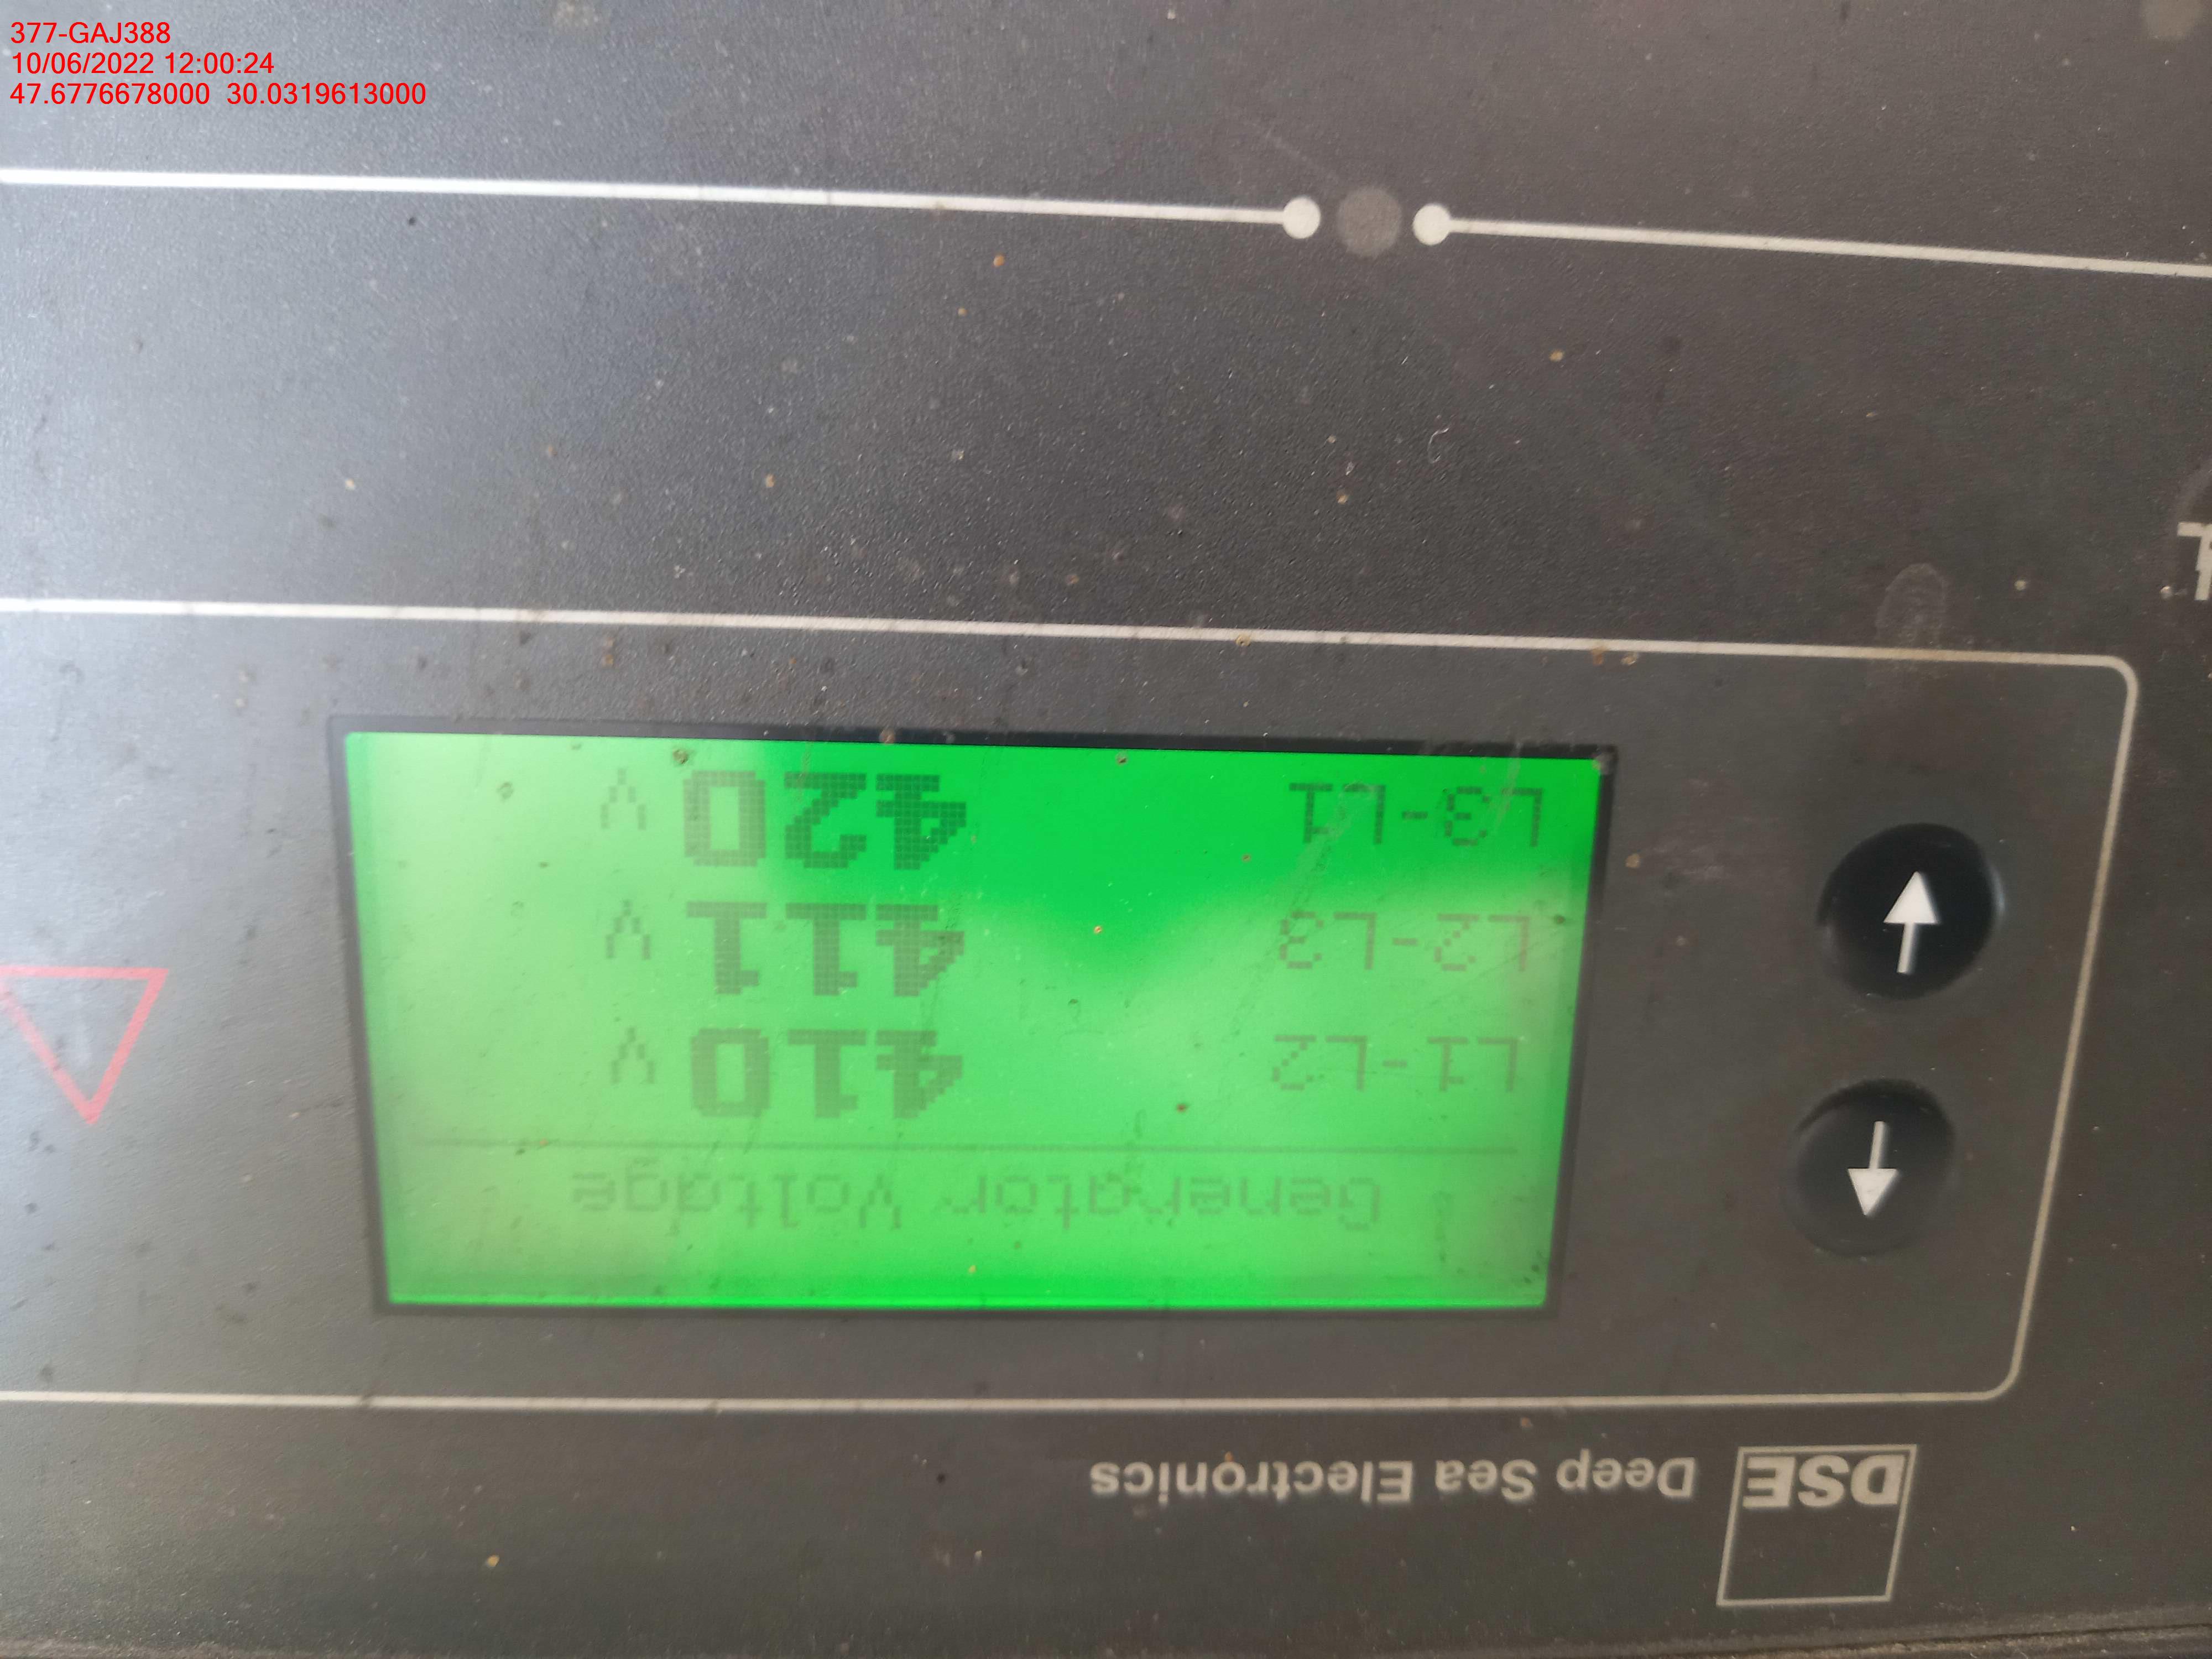 377-GAJ388
10/06/2022 12:00:24
47.6776678000 30.0319613000
DSE Deep Sea Electronics
Generator Voltage
L1-L2 410 V
L2-L3 411 V
L3-L1 420 V